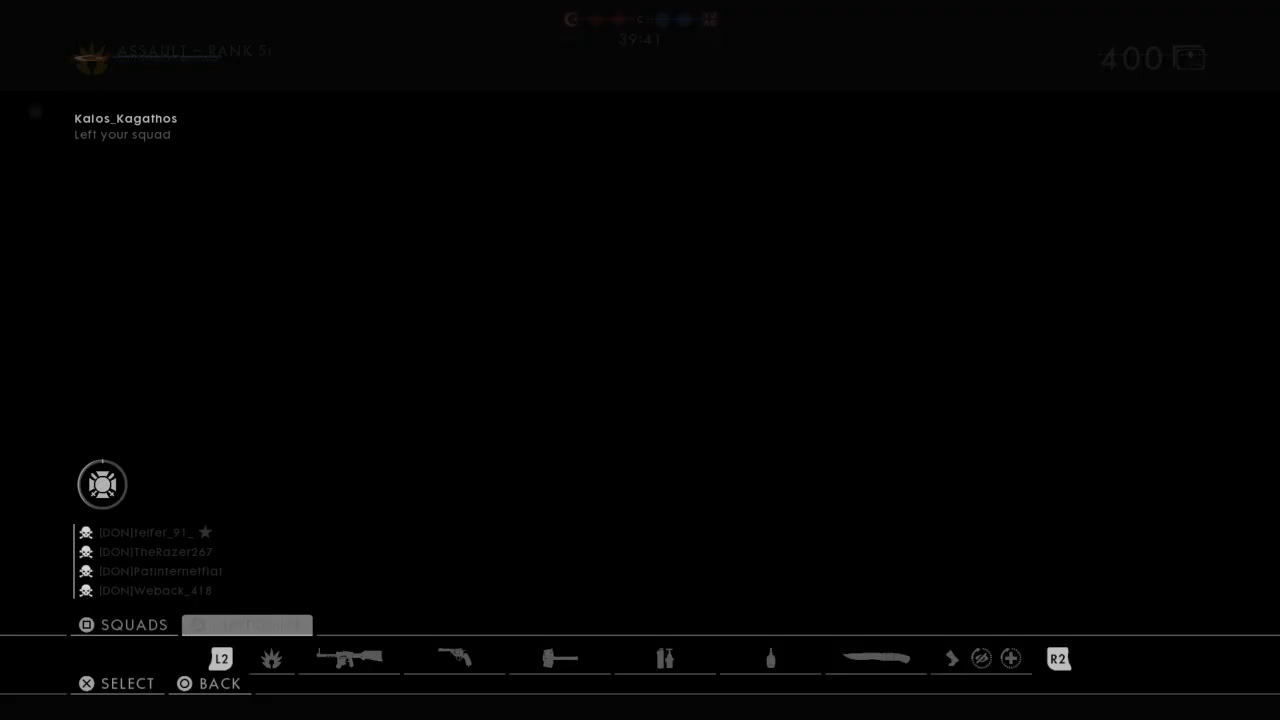 C
39:41
ASSAULT – RANK 5
400
Kalos_Kagathos
Left your squad
[DON]telfer_91_
[DON]TheRazer267
[DON]Patinternetflat
[DON]Weback_418
SQUADS
L2
R2
SELECT
BACK